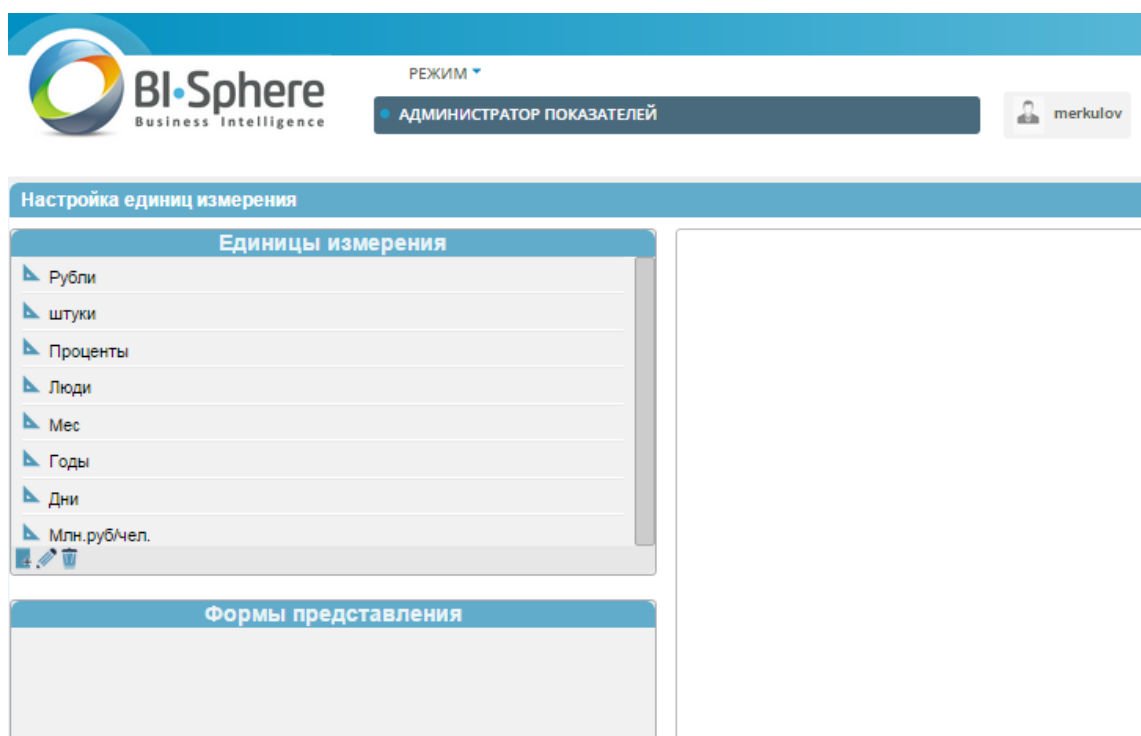 BI•Sphere
Business Intelligence
РЕЖИМ
АДМИНИСТРАТОР ПОКАЗАТЕЛЕЙ
merkulov
Настройка единиц измерения
Единицы измерения
Рубли
штуки
Проценты
Люди
Мес
Годы
Дни
Млн.руб/чел.
Формы представления